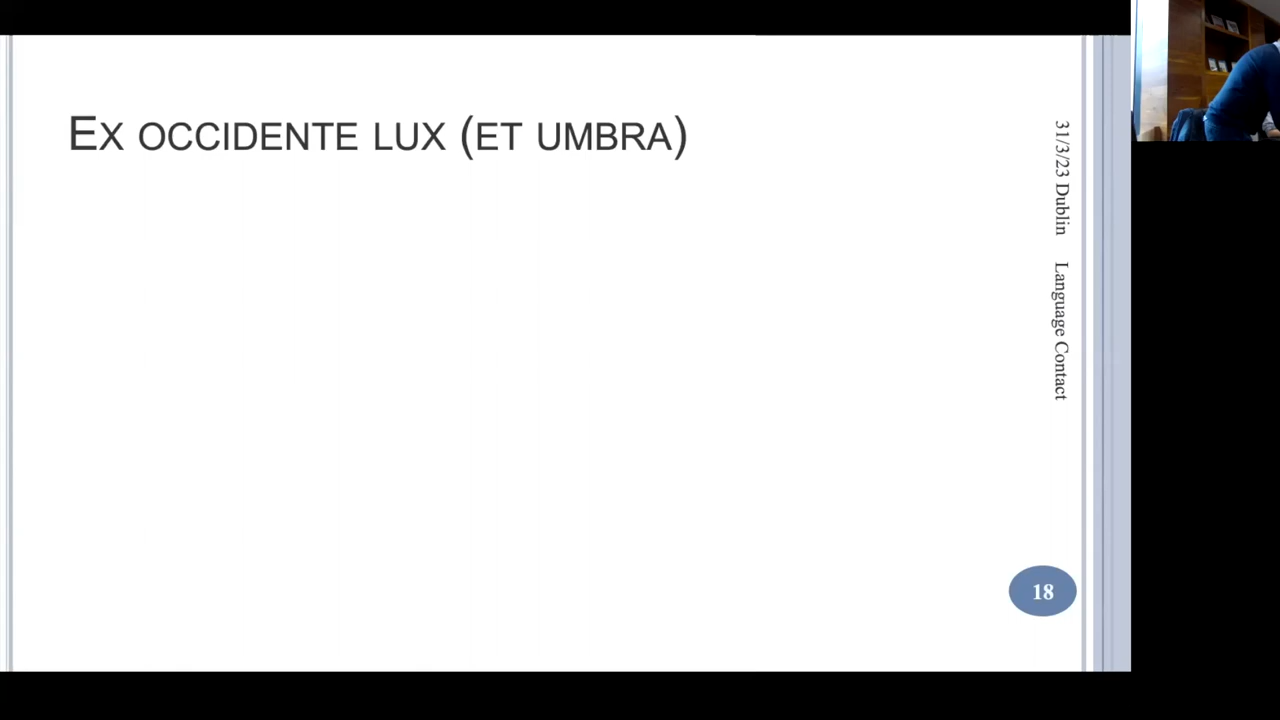 Ex occidente lux (et umbra)
31/3/23 Dublin Language Contact
18